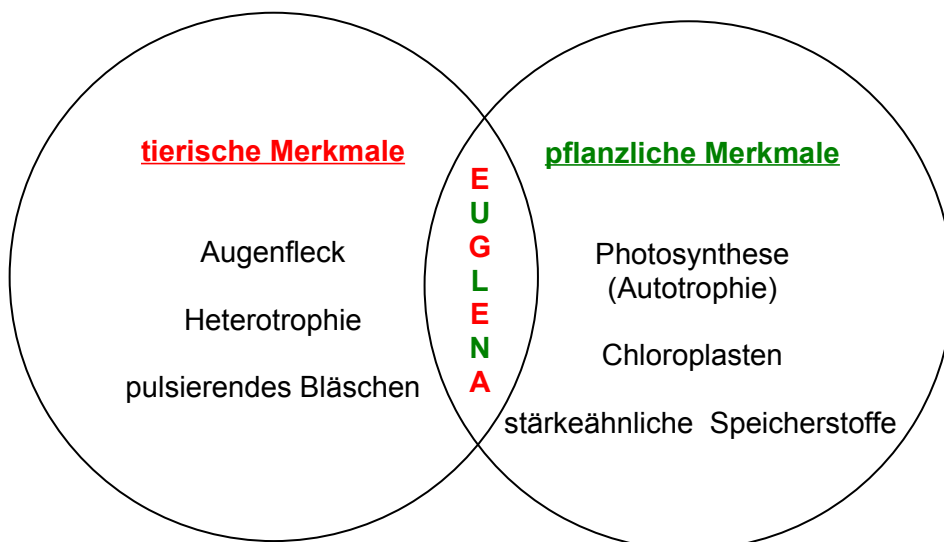 tierische Merkmale
Augenfleck
Heterotrophie
pulsierendes Bläschen
E
U
G
L
E
N
A
pflanzliche Merkmale
Photosynthese
(Autotrophie)
Chloroplasten
stärkeähnliche Speicherstoffe